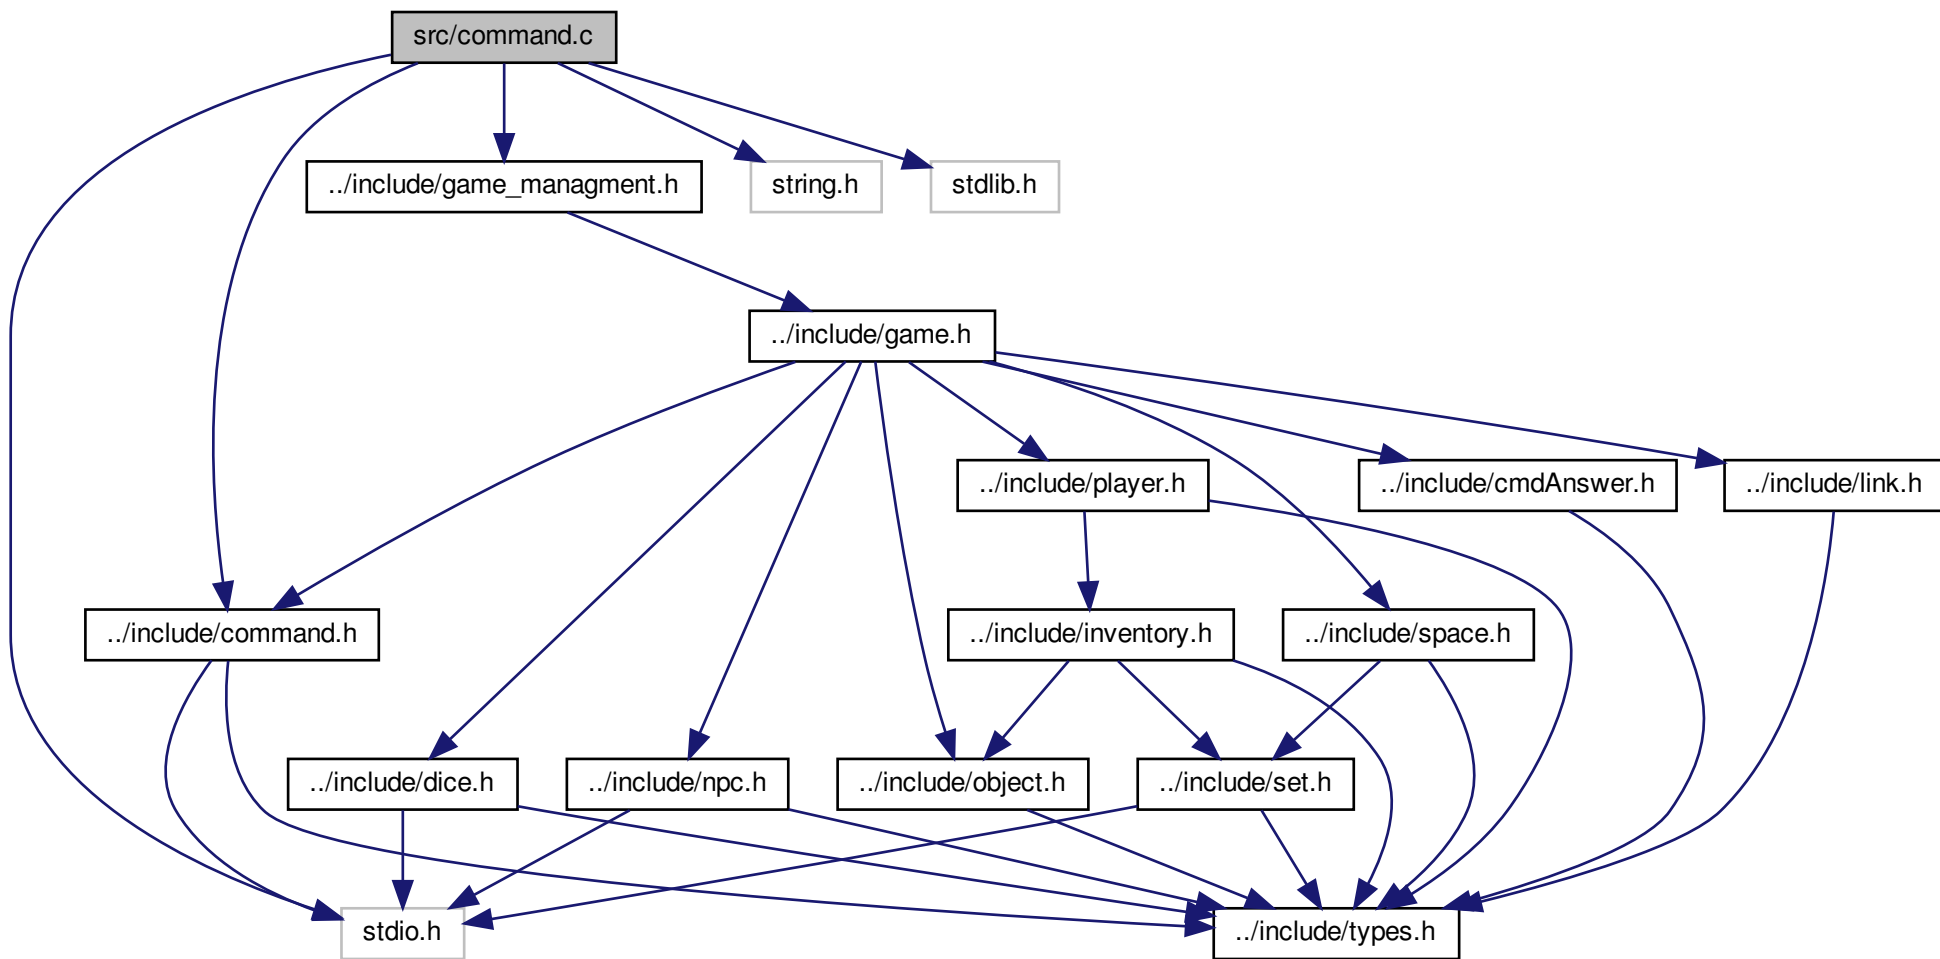 src/command.c
../include/game_managment.h
string.h
stdlib.h
../include/game.h
../include/player.h
../include/cmdAnswer.h
../include/link.h
../include/command.h
../include/inventory.h
../include/space.h
../include/dice.h
../include/npc.h
../include/object.h
../include/set.h
stdio.h
../include/types.h